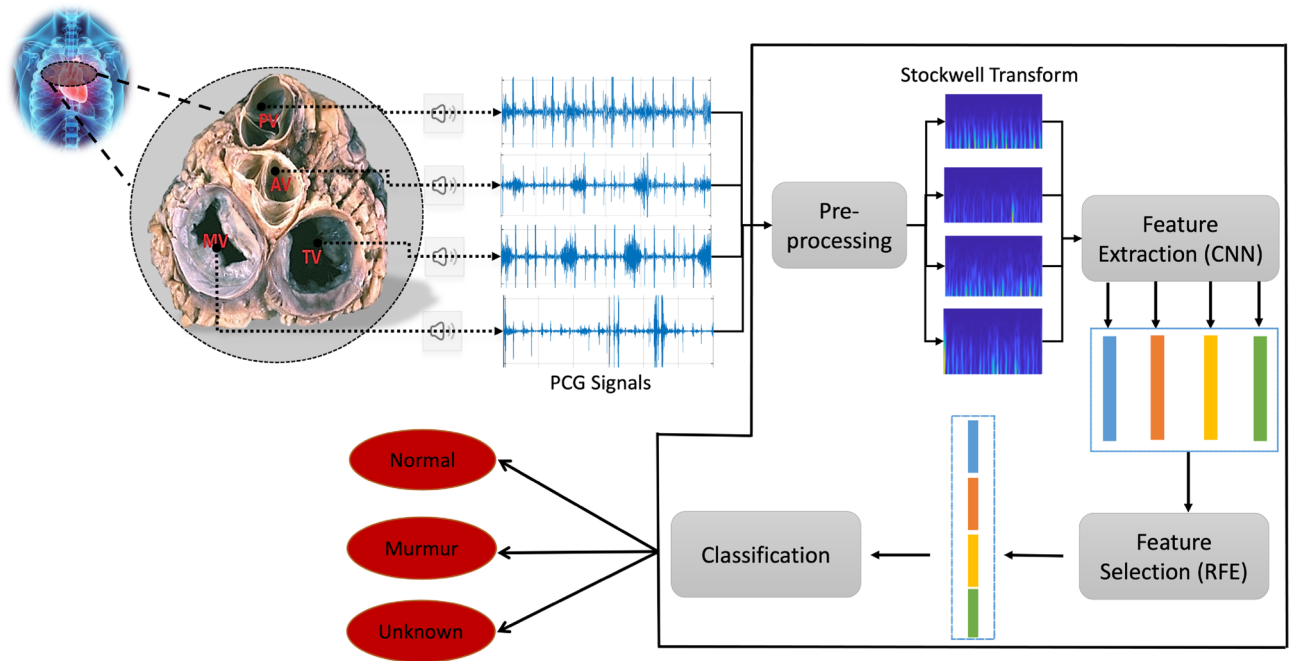 Stockwell Transform
PV
AV
MV
TV
PCG Signals
Pre-
processing
Feature
Extraction (CNN)
Feature
Selection (RFE)
Classification
Normal
Murmur
Unknown